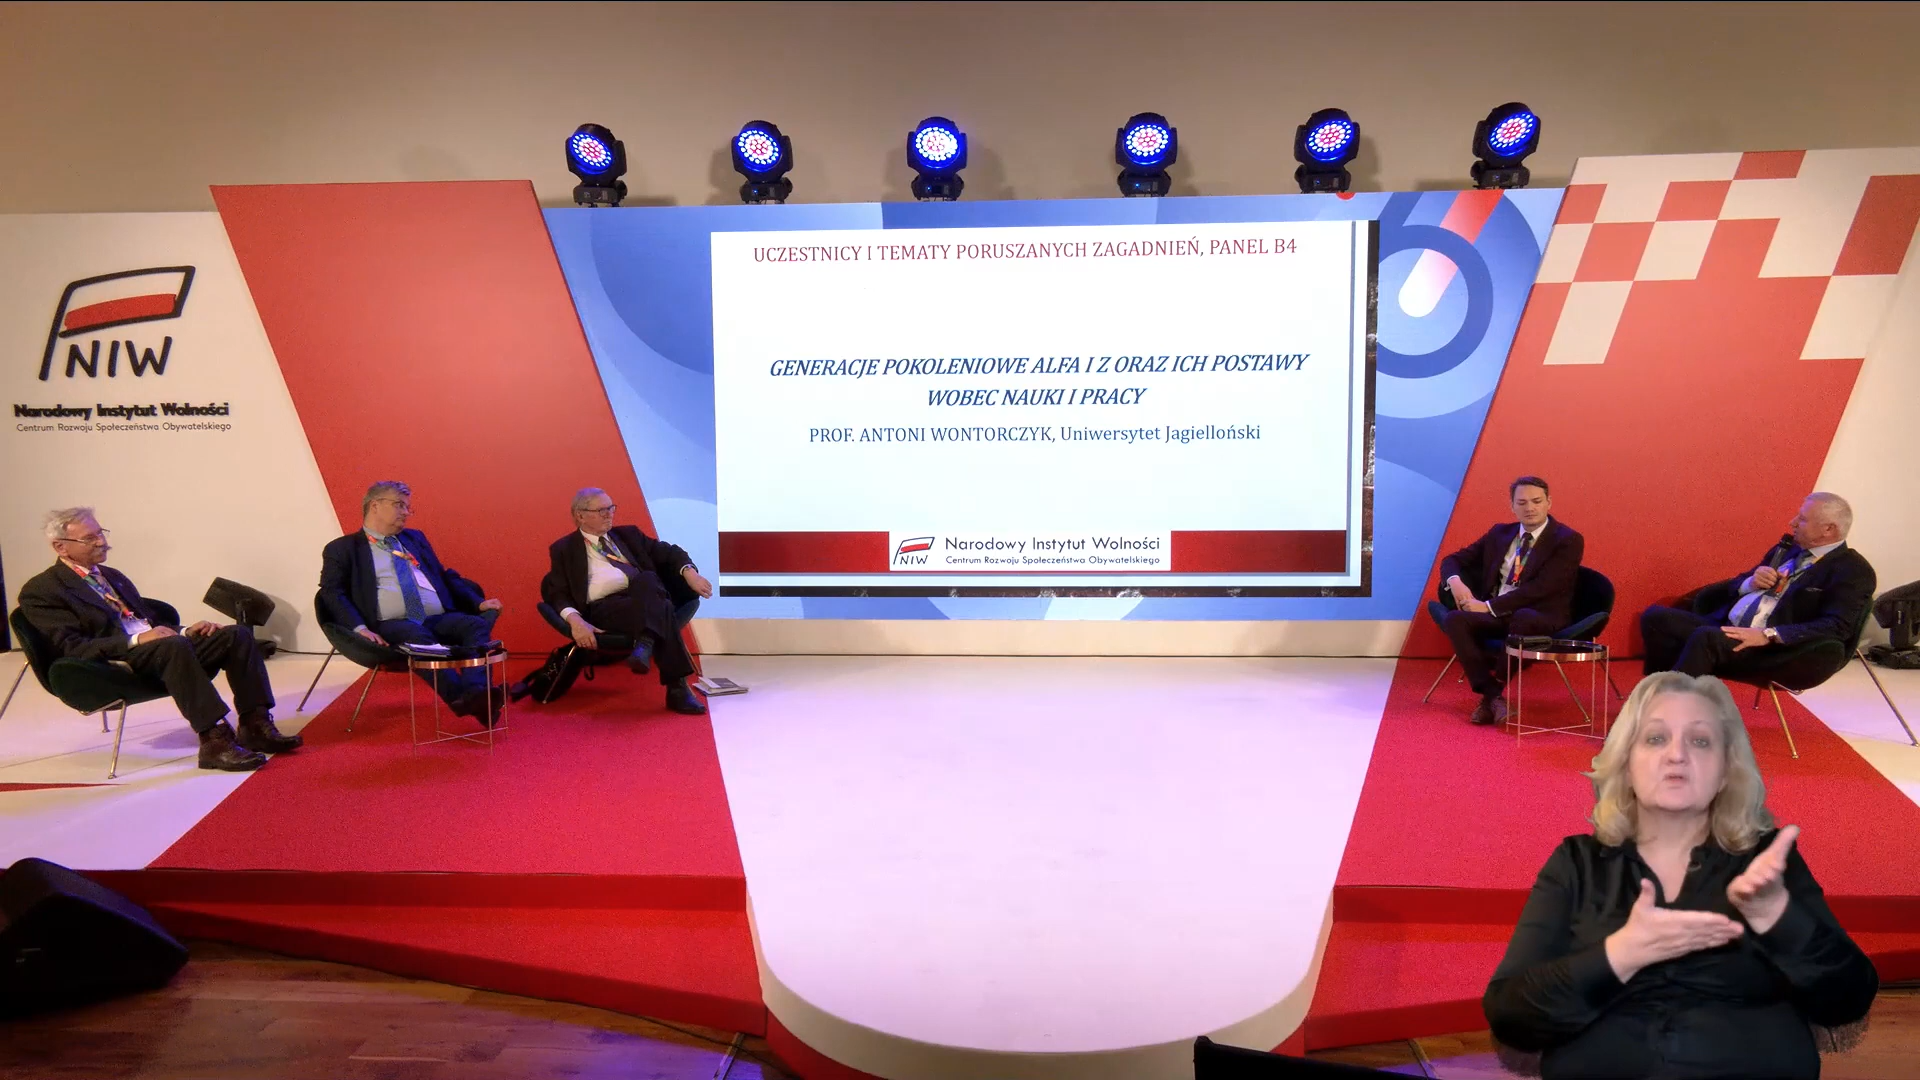 UCZESTNICY I TEMATY PORUSZANYCH ZAGADNIEŃ, PANEL B4
GENERACJE POKOLENIOWE ALFA I Z ORAZ ICH POSTAWY
WOBEC NAUKI I PRACY
PROF. ANTONI WONTORCZYK, Uniwersytet Jagielloński
NIW
Narodowy Instytut Wolności
Centrum Rozwoju Społeczeństwa Obywatelskiego
NIW
Narodowy Instytut Wolności
Centrum Rozwoju Społeczeństwa Obywatelskiego